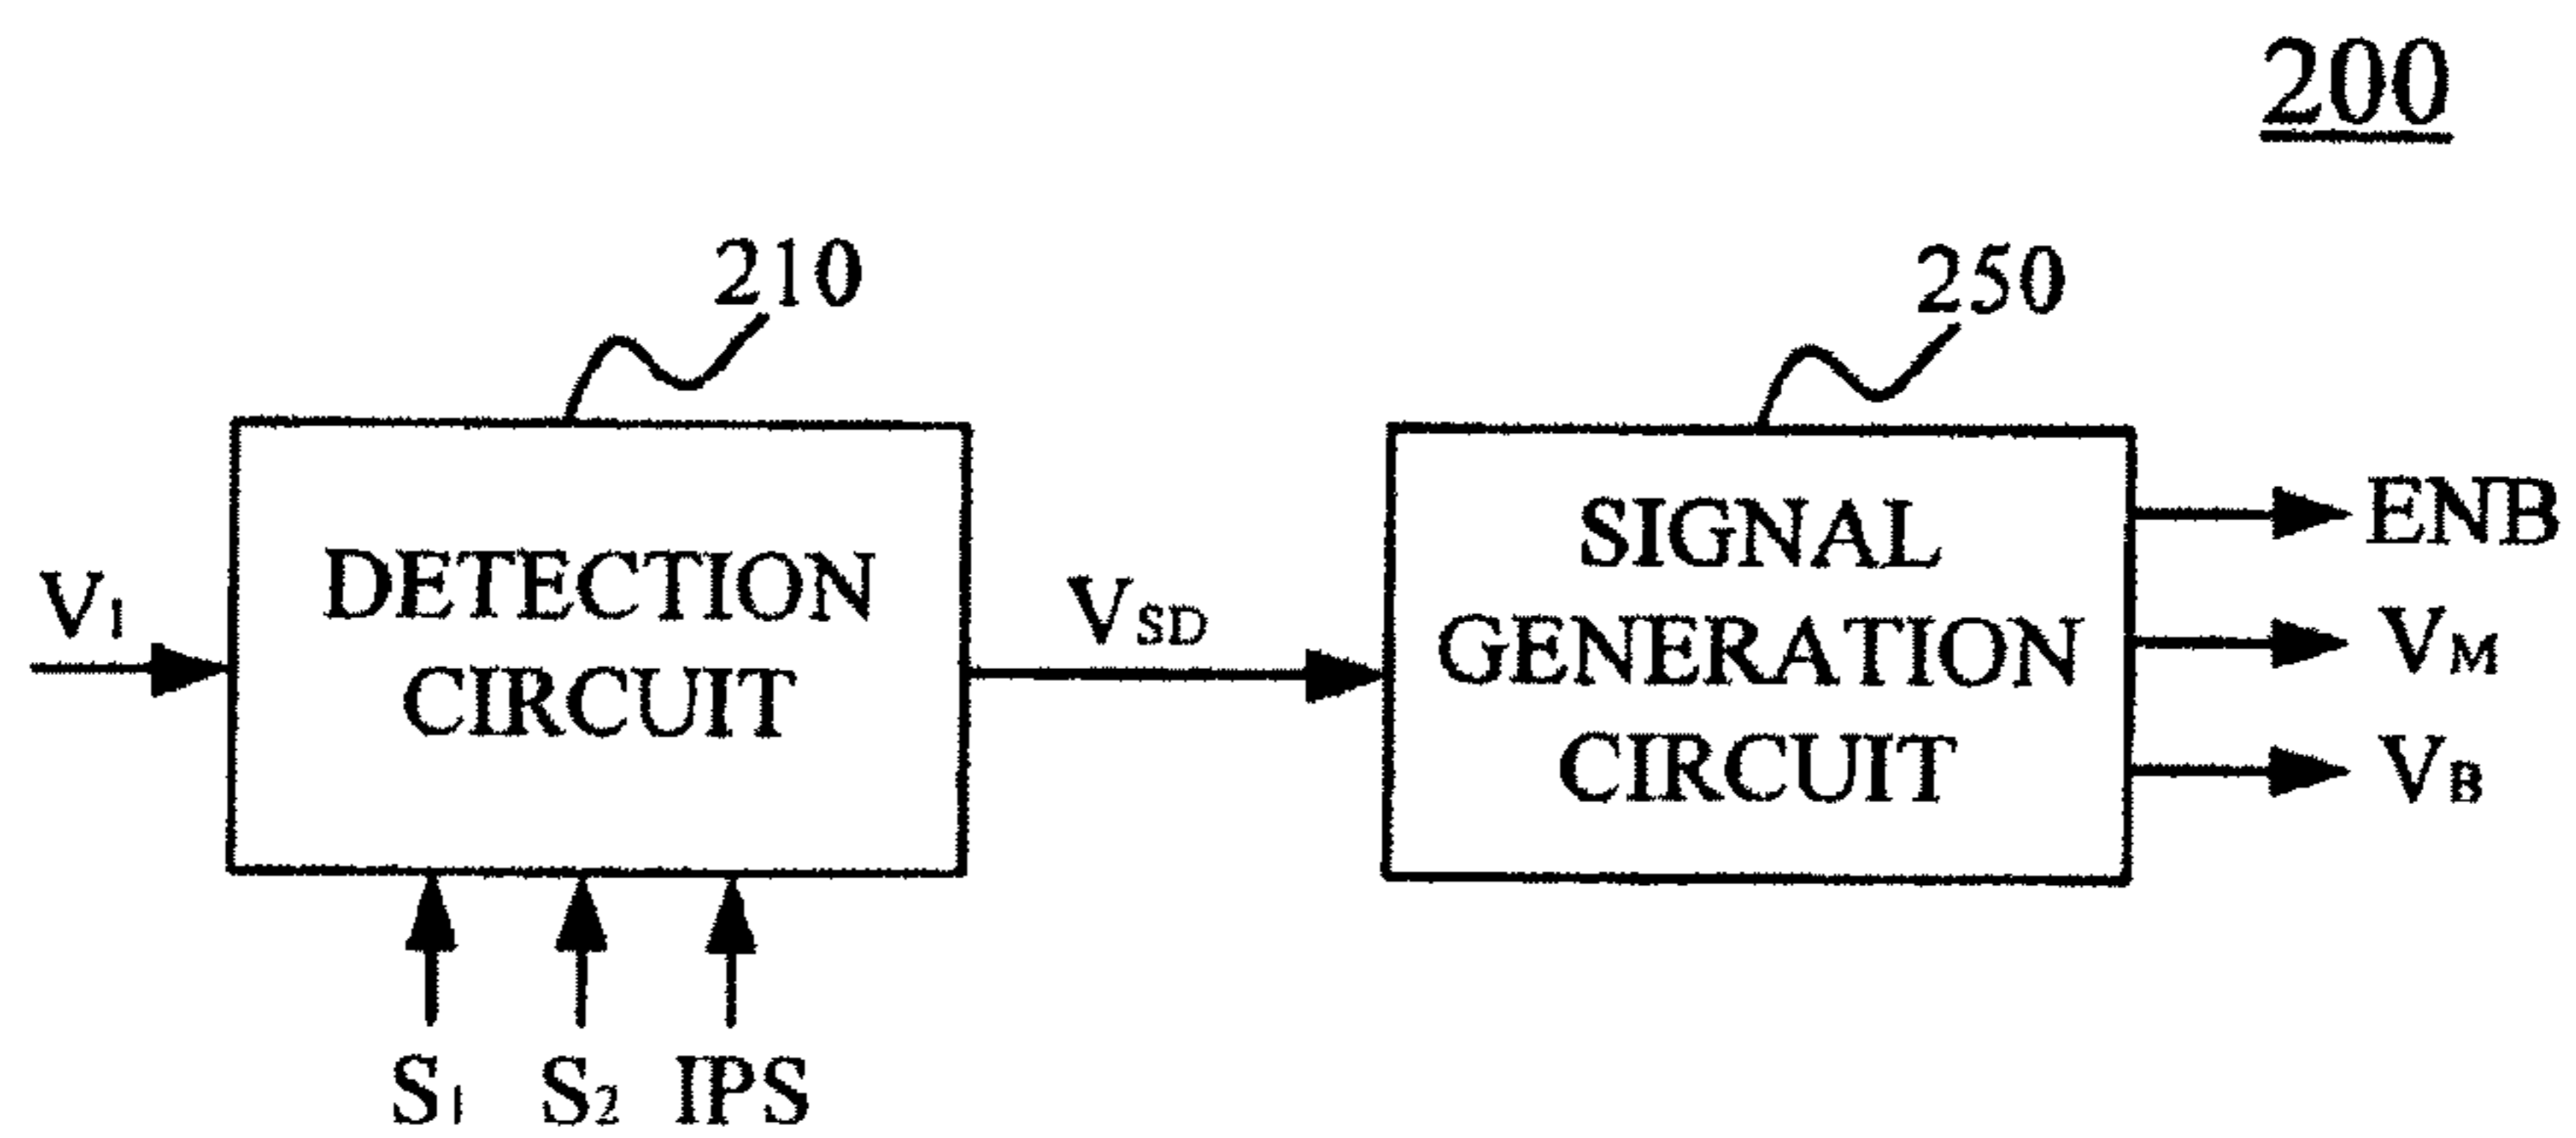 200
210
250
DETECTION
CIRCUIT
SIGNAL
GENERATION
CIRCUIT
V1
VSD
ENB
VM
VB
S1 S2 IPS